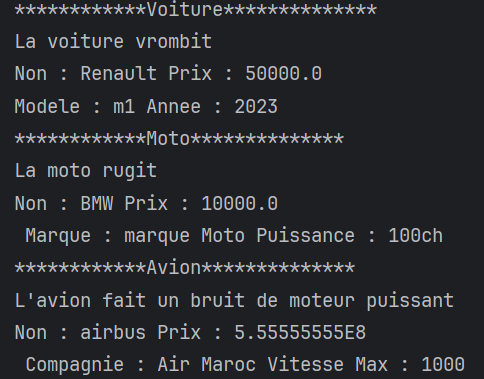 ************Voiture**************
La voiture vrombit
Non : Renault Prix : 50000.0
Modele : m1 Annee : 2023
************Moto**************
La moto rugit
Non : BMW Prix : 10000.0
 Marque : marque Moto Puissance : 100ch
************Avion**************
L'avion fait un bruit de moteur puissant
Non : airbus Prix : 5.55555555E8
 Compagnie : Air Maroc Vitesse Max : 1000